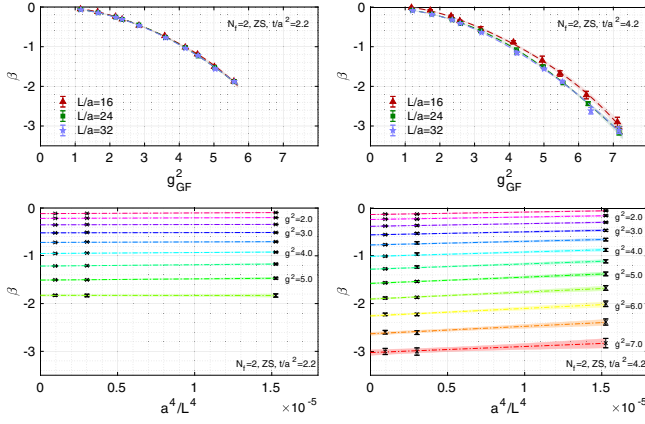 N_f=2, ZS, t/a²=2.2
0
-1
β
-2
-3
L/a=16
L/a=24
L/a=32
0 1 2 3 4 5 6 7
g²_GF
N_f=2, ZS, t/a²=4.2
0
-1
β
-2
-3
L/a=16
L/a=24
L/a=32
0 1 2 3 4 5 6 7
g²_GF
0
-1
β
-2
-3
g²=2.0
g²=3.0
g²=4.0
g²=5.0
N_f=2, ZS, t/a²=2.2
0 0.5 1 1.5
a⁴/L⁴ ×10⁻⁵
0
-1
β
-2
-3
g²=2.0
g²=3.0
g²=4.0
g²=5.0
g²=6.0
g²=7.0
N_f=2, ZS, t/a²=4.2
0 0.5 1 1.5
a⁴/L⁴ ×10⁻⁵